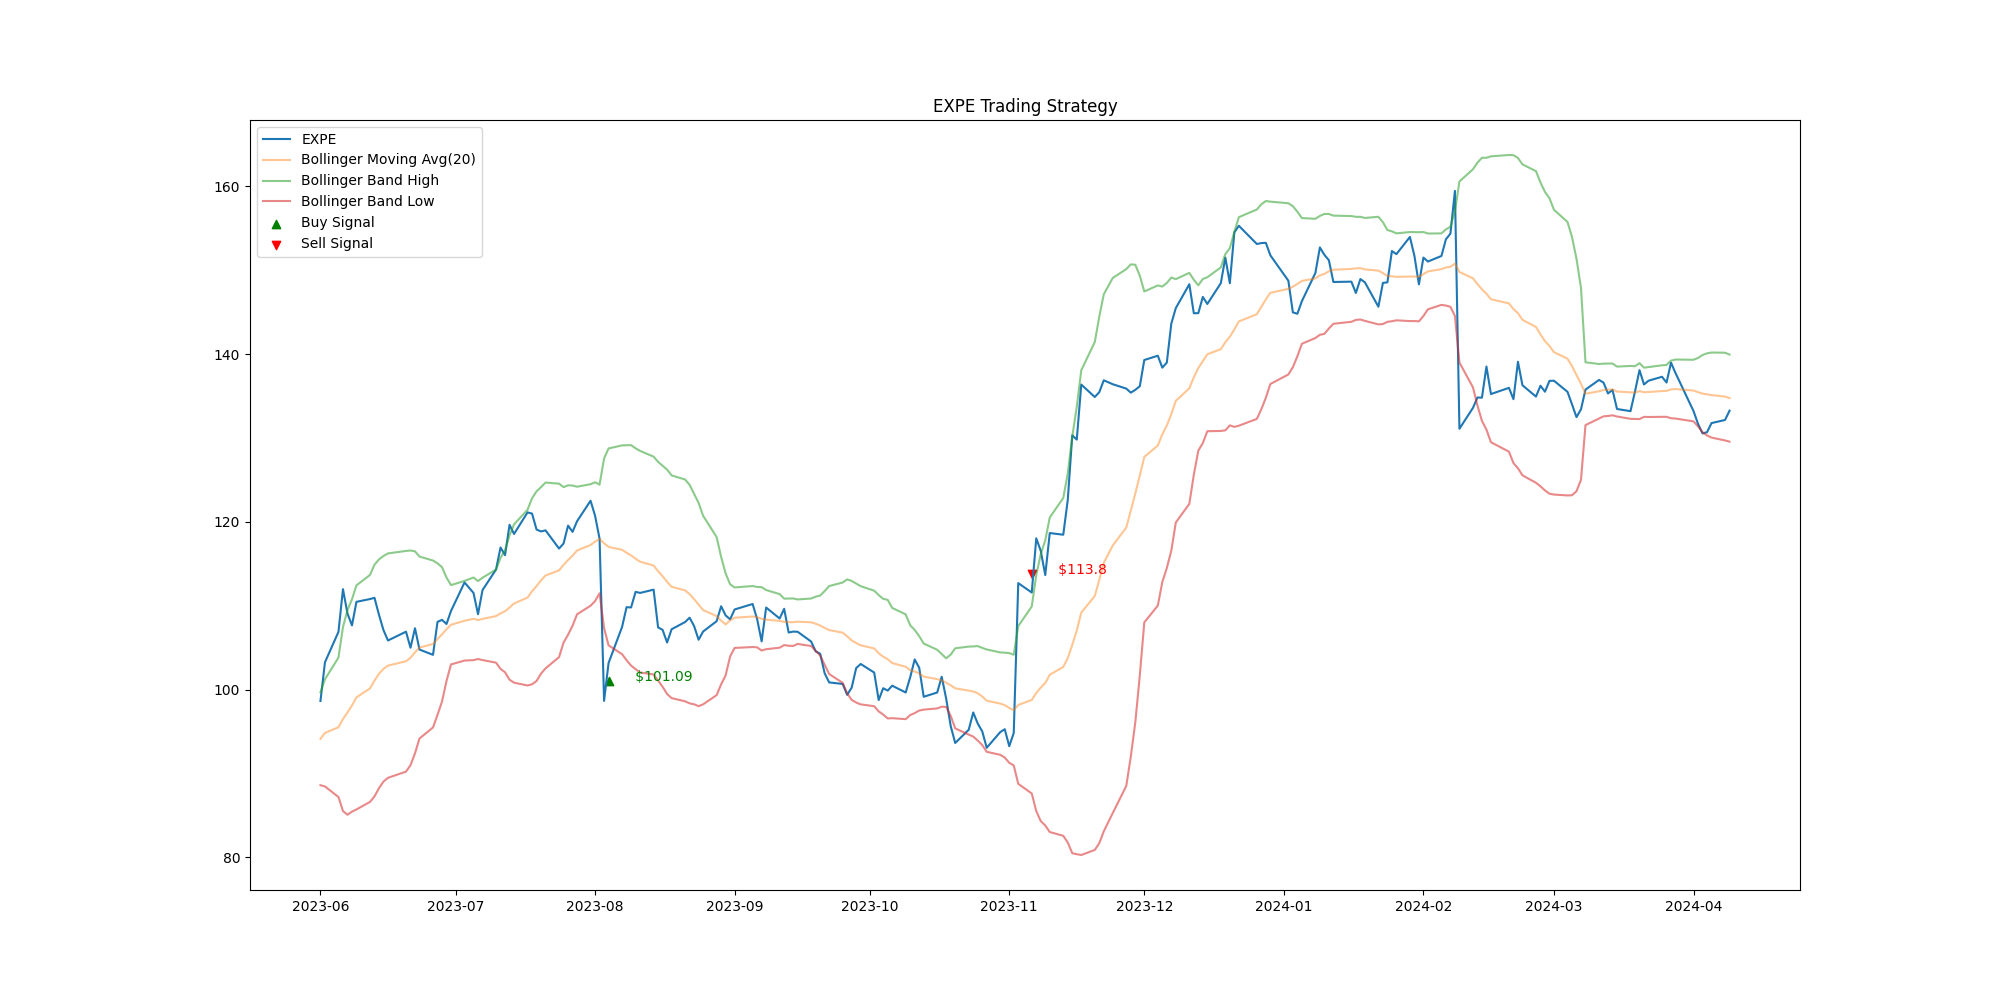 EXPE Trading Strategy
EXPE
Bollinger Moving Avg(20)
Bollinger Band High
Bollinger Band Low
Buy Signal
Sell Signal
160
140
120
100
80
$113.8
$101.09
2023-06 2023-07 2023-08 2023-09 2023-10 2023-11 2023-12 2024-01 2024-02 2024-03 2024-04